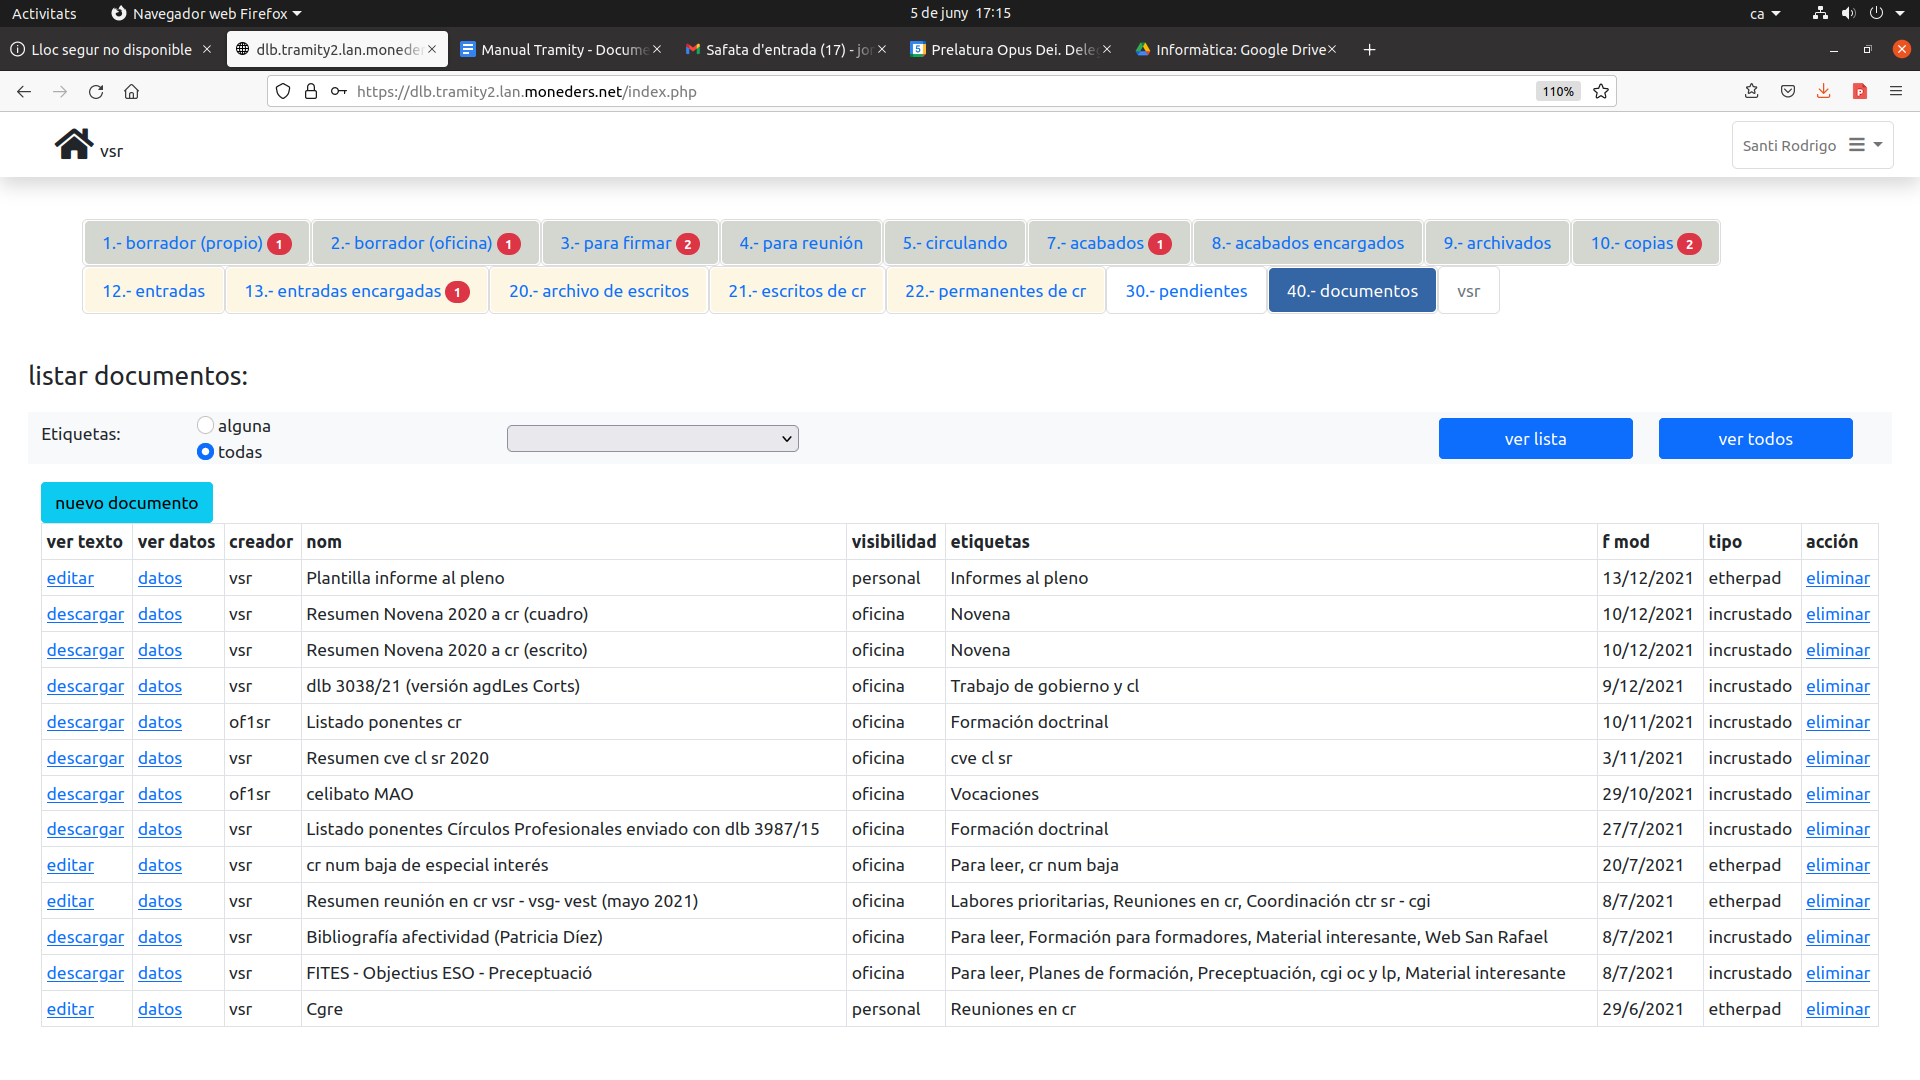 Activitats Navegador web Firefox 5 de juny 17:15 ca
Lloc segur no disponible dlb.tramity2.lan.moneder Manual Tramity - Docume Safata d'entrada (17) - jor Prelatura Opus Dei. Dele Informàtica: Google Drive
https://dlb.tramity2.lan.moneders.net/index.php 110%
vsr Santi Rodrigo
1.- borrador (propio) 1 2.- borrador (oficina) 1 3.- para firmar 2 4.- para reunión 5.- circulando 7.- acabados 1 8.- acabados encargados 9.- archivados 10.- copias 2
12.- entradas 13.- entradas encargadas 1 20.- archivo de escritos 21.- escritos de cr 22.- permanentes de cr 30.- pendientes 40.- documentos vsr
listar documentos:
Etiquetas: alguna
todas
ver lista ver todos
nuevo documento
ver texto ver datos creador nom visibilidad etiquetas f mod tipo acción
editar datos vsr Plantilla informe al pleno personal Informes al pleno 13/12/2021 etherpad eliminar
descargar datos vsr Resumen Novena 2020 a cr (cuadro) oficina Novena 10/12/2021 incrustado eliminar
descargar datos vsr Resumen Novena 2020 a cr (escrito) oficina Novena 10/12/2021 incrustado eliminar
descargar datos vsr dlb 3038/21 (versión agdLes Corts) oficina Trabajo de gobierno y cl 9/12/2021 incrustado eliminar
descargar datos of1sr Listado ponentes cr oficina Formación doctrinal 10/11/2021 incrustado eliminar
descargar datos vsr Resumen cve cl sr 2020 oficina cve cl sr 3/11/2021 incrustado eliminar
descargar datos of1sr celibato MAO oficina Vocaciones 29/10/2021 incrustado eliminar
descargar datos vsr Listado ponentes Círculos Profesionales enviado con dlb 3987/15 oficina Formación doctrinal 27/7/2021 incrustado eliminar
editar datos vsr cr num baja de especial interés oficina Para leer, cr num baja 20/7/2021 etherpad eliminar
editar datos vsr Resumen reunión en cr vsr - vsg- vest (mayo 2021) oficina Labores prioritarias, Reuniones en cr, Coordinación ctr sr - cgi 8/7/2021 etherpad eliminar
descargar datos vsr Bibliografía afectividad (Patricia Díez) oficina Para leer, Formación para formadores, Material interesante, Web San Rafael 8/7/2021 incrustado eliminar
descargar datos vsr FITES - Objectius ESO - Preceptuació oficina Para leer, Planes de formación, Preceptuación, cgi oc y lp, Material interesante 8/7/2021 incrustado eliminar
editar datos vsr Cgre personal Reuniones en cr 29/6/2021 etherpad eliminar